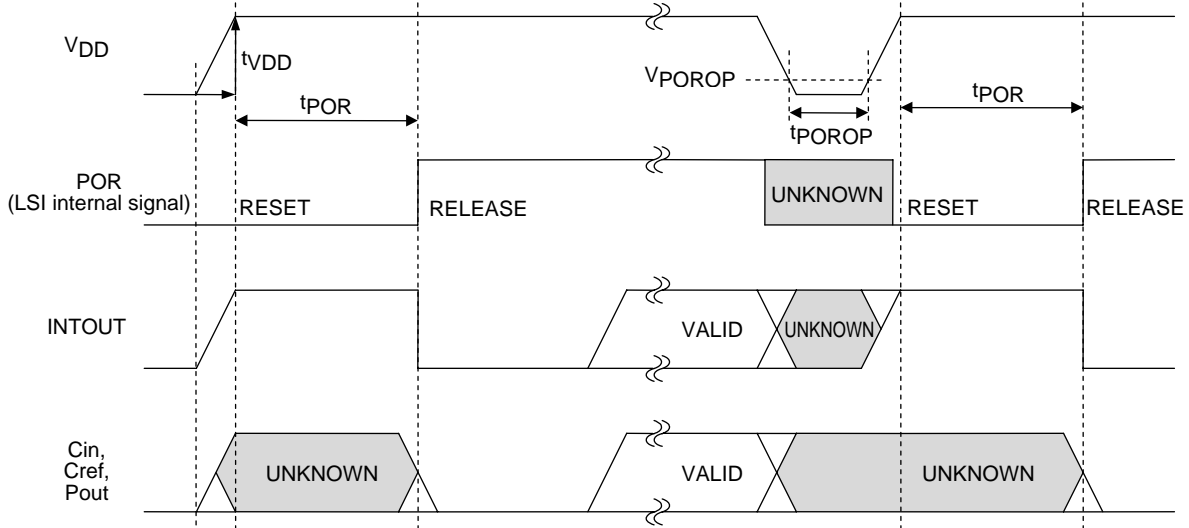 VDD
tVDD
tPOR
VPOROP
tPOROP
tPOR
POR
(LSI internal signal)
RESET
RELEASE
UNKNOWN
RESET
RELEASE
INTOUT
VALID
UNKNOWN
Cin,
Cref,
Pout
UNKNOWN
VALID
UNKNOWN